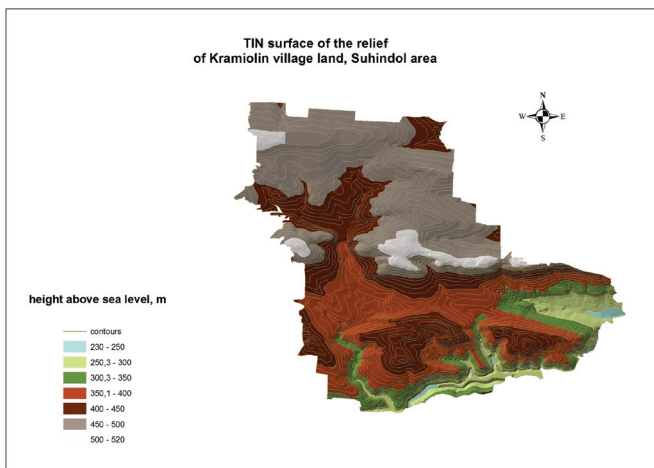 TIN surface of the relief
of Kramiolin village land, Suhindol area
N
W E
S
height above sea level, m
contours
230 - 250
250,3 - 300
300,3 - 350
350,1 - 400
400 - 450
450 - 500
500 - 520